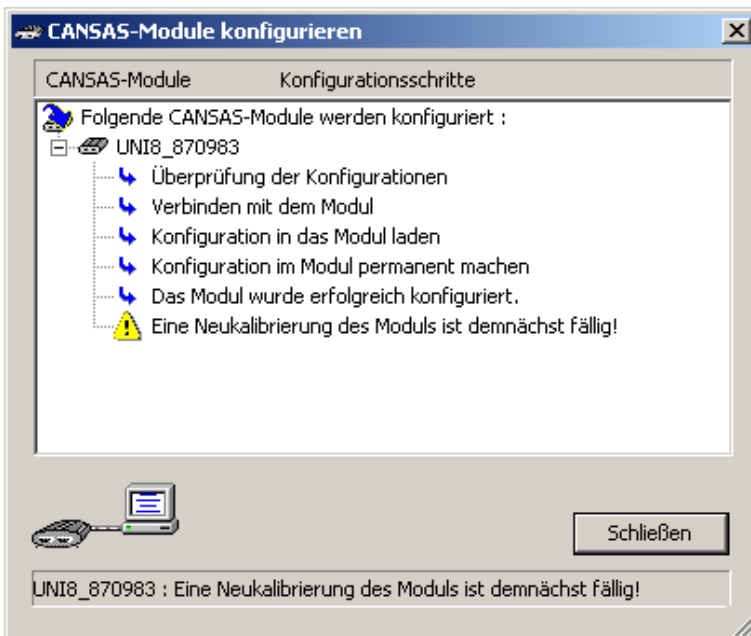 CANSAS-Module konfigurieren
CANSAS-Module Konfigurationsschritte
Folgende CANSAS-Module werden konfiguriert :
UNI8_870983
Überprüfung der Konfigurationen
Verbinden mit dem Modul
Konfiguration in das Modul laden
Konfiguration im Modul permanent machen
Das Modul wurde erfolgreich konfiguriert.
Eine Neukalibrierung des Moduls ist demnächst fällig!
Schließen
UNI8_870983 : Eine Neukalibrierung des Moduls ist demnächst fällig!